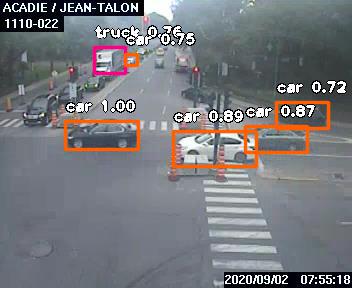 ACADIE / JEAN-TALON
1110-022
truck 0.76
car 0.75
car 0.72
car 1.00
car 0.89
car 0.87
2020/09/02 07:55:18